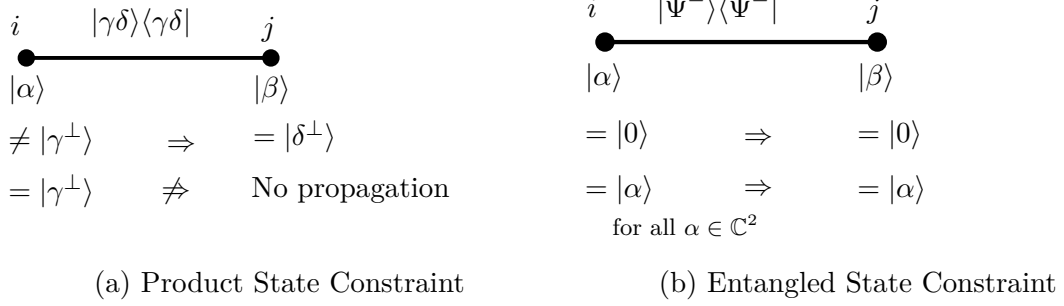 i |γδ⟩⟨γδ| j
|α⟩ |β⟩
≠ |γ^⊥⟩ ⇒ = |δ^⊥⟩
= |γ^⊥⟩ ⇏ No propagation
(a) Product State Constraint
i |Ψ^−⟩⟨Ψ^−| j
|α⟩ |β⟩
= |0⟩ ⇒ = |0⟩
= |α⟩ ⇒ = |α⟩
for all α ∈ ℂ^2
(b) Entangled State Constraint